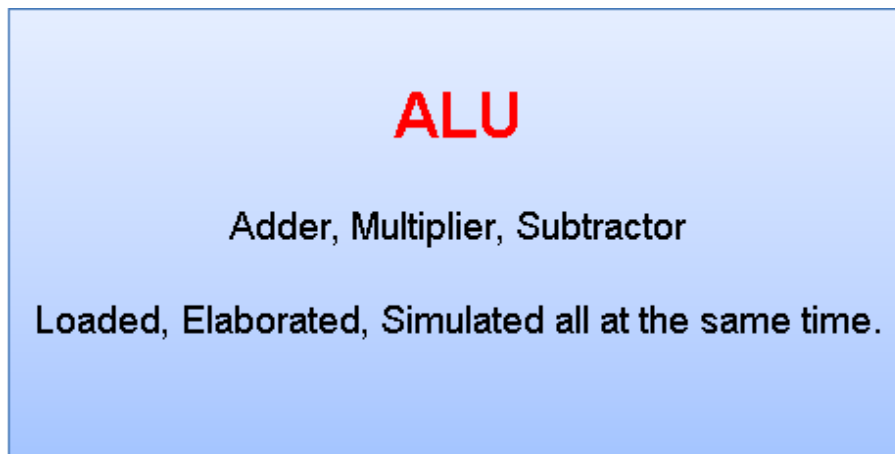 ALU
Adder, Multiplier, Subtractor
Loaded, Elaborated, Simulated all at the same time.